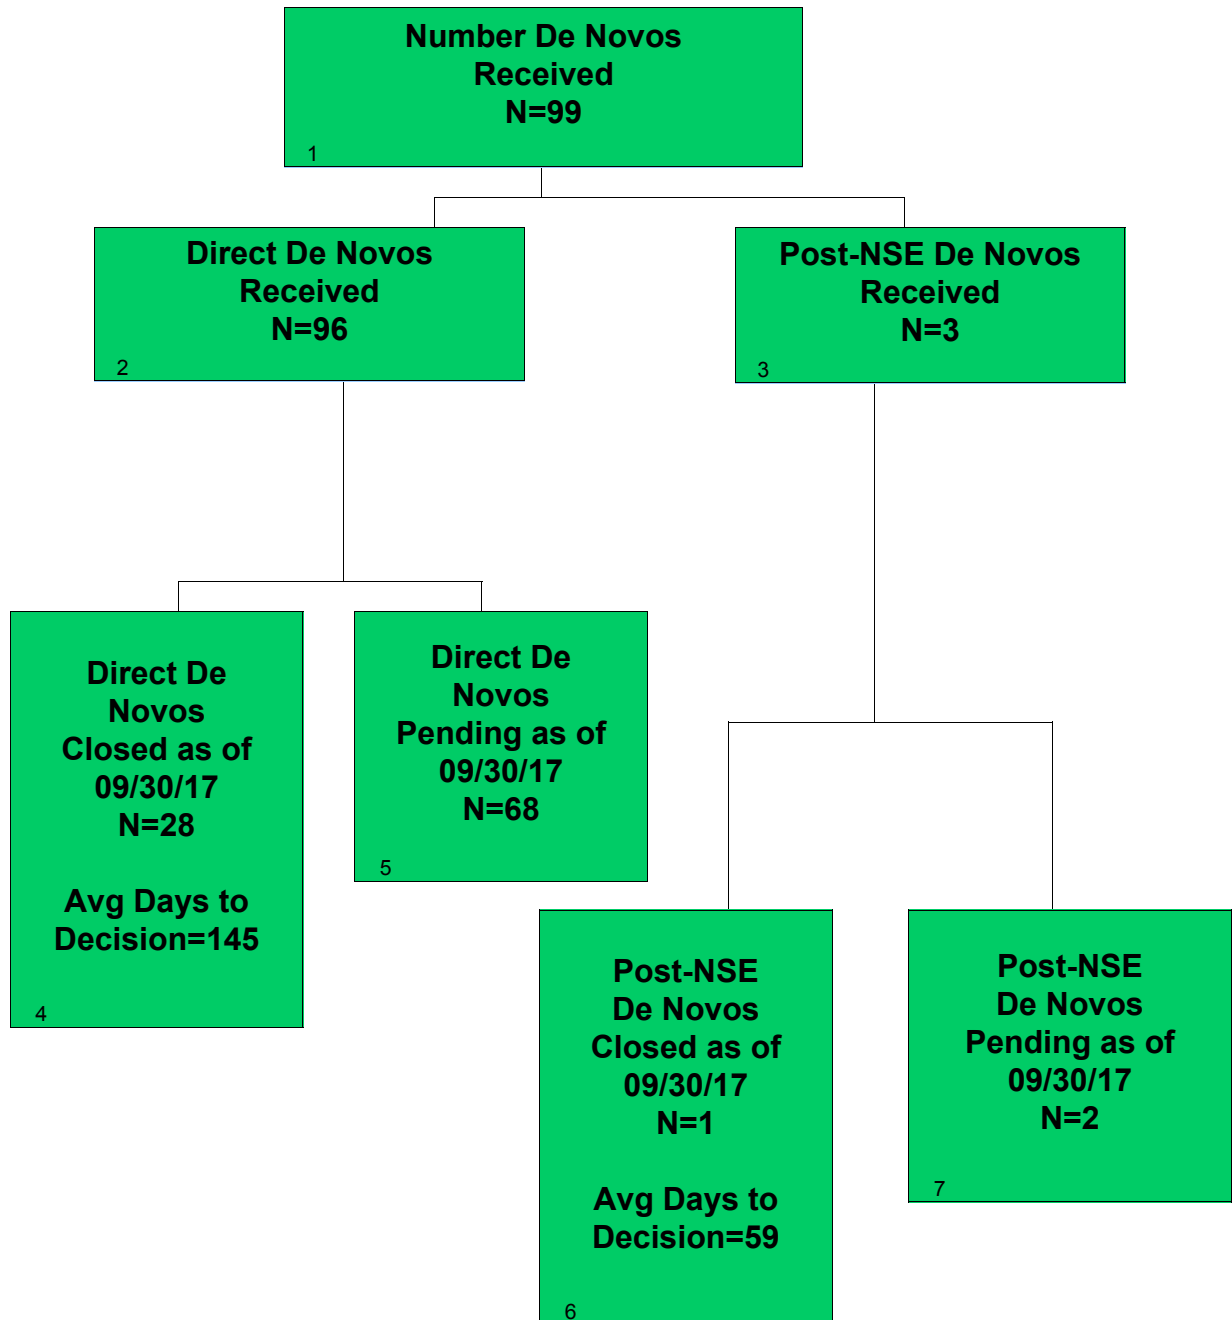 Number De Novos
Received
N=99
1
Direct De Novos
Received
N=96
2
Post-NSE De Novos
Received
N=3
3
Direct De
Novos
Closed as of
09/30/17
N=28
Avg Days to
Decision=145
4
Direct De
Novos
Pending as of
09/30/17
N=68
5
Post-NSE
De Novos
Closed as of
09/30/17
N=1
Avg Days to
Decision=59
6
Post-NSE
De Novos
Pending as of
09/30/17
N=2
7